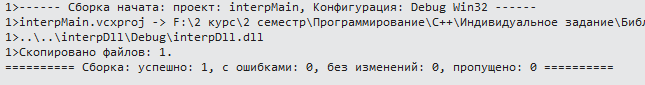 1>------ Сборка начата: проект: interpMain, Конфигурация: Debug Win32 ------
1>interpMain.vcxproj -> F:\2 курс\2 семестр\Программирование\C++\Индивидуальное задание\Биб
1>..\..\interpDll\Debug\interpDll.dll
1>Скопировано файлов: 1.
========== Сборка: успешно: 1, с ошибками: 0, без изменений: 0, пропущено: 0 ==========